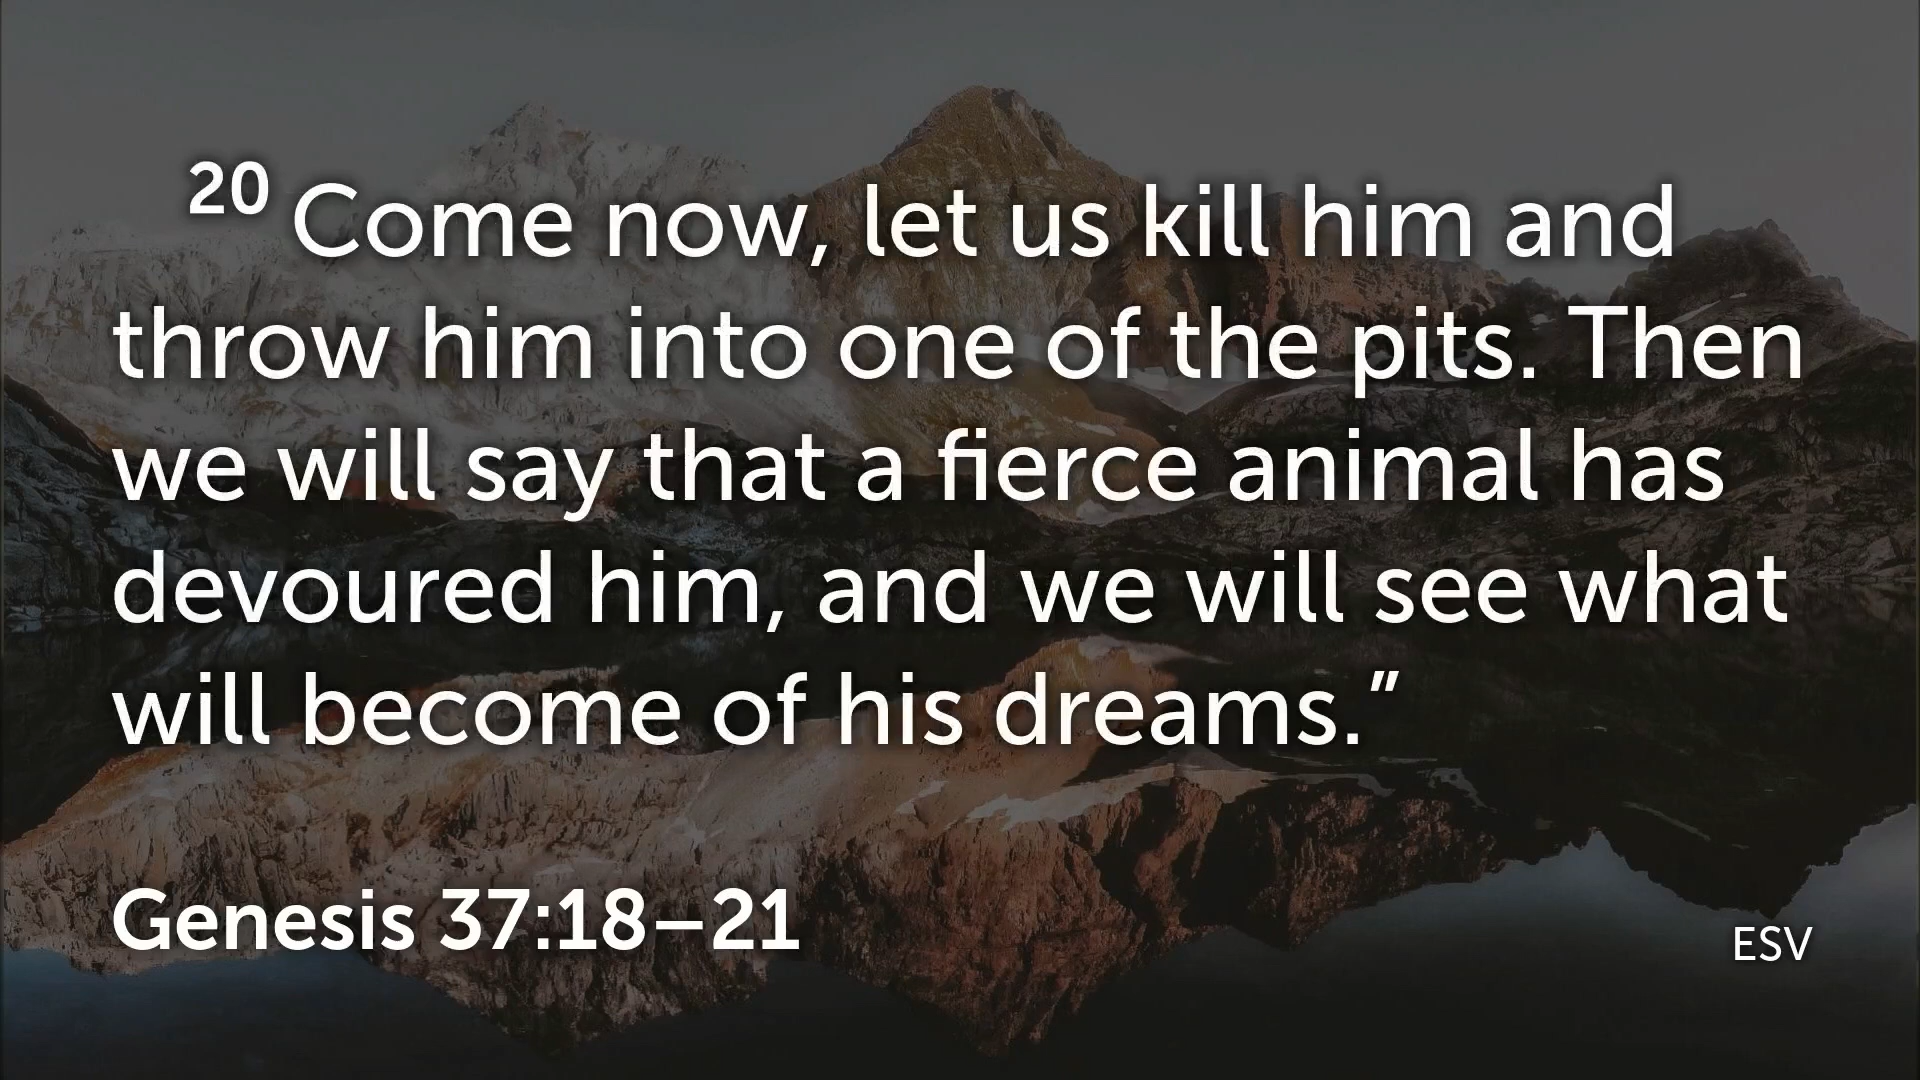 20 Come now, let us kill him and
throw him into one of the pits. Then
we will say that a fierce animal has
devoured him, and we will see what
will become of his dreams.”
Genesis 37:18–21
ESV